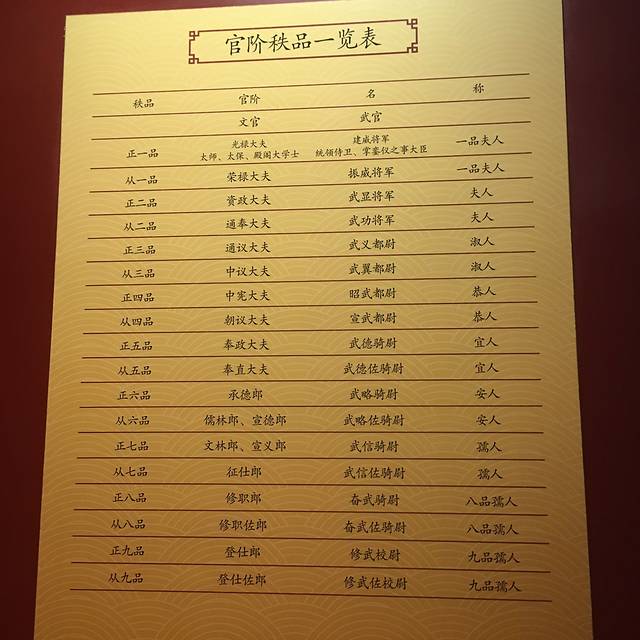 官阶秩品一览表
秩品 官阶 名 称
文官 武官
正一品 光禄大夫 太师、太保、殿阁大学士 建威将军 统领侍卫、掌銮仪之事大臣 一品夫人
从一品 荣禄大夫 振威将军 一品夫人
正二品 资政大夫 武显将军 夫人
从二品 通奉大夫 武功将军 夫人
正三品 通议大夫 武义都尉 淑人
从三品 中议大夫 武翼都尉 淑人
正四品 中宪大夫 昭武都尉 恭人
从四品 朝议大夫 宣武都尉 恭人
正五品 奉政大夫 武德骑尉 宜人
从五品 奉直大夫 武德佐骑尉 宜人
正六品 承德郎 武略骑尉 安人
从六品 儒林郎、宣德郎 武略佐骑尉 安人
正七品 文林郎、宣义郎 武信骑尉 孺人
从七品 征仕郎 武信佐骑尉 孺人
正八品 修职郎 奋武骑尉 八品孺人
从八品 修职佐郎 奋武佐骑尉 八品孺人
正九品 登仕郎 修武校尉 九品孺人
从九品 登仕佐郎 修武佐校尉 九品孺人